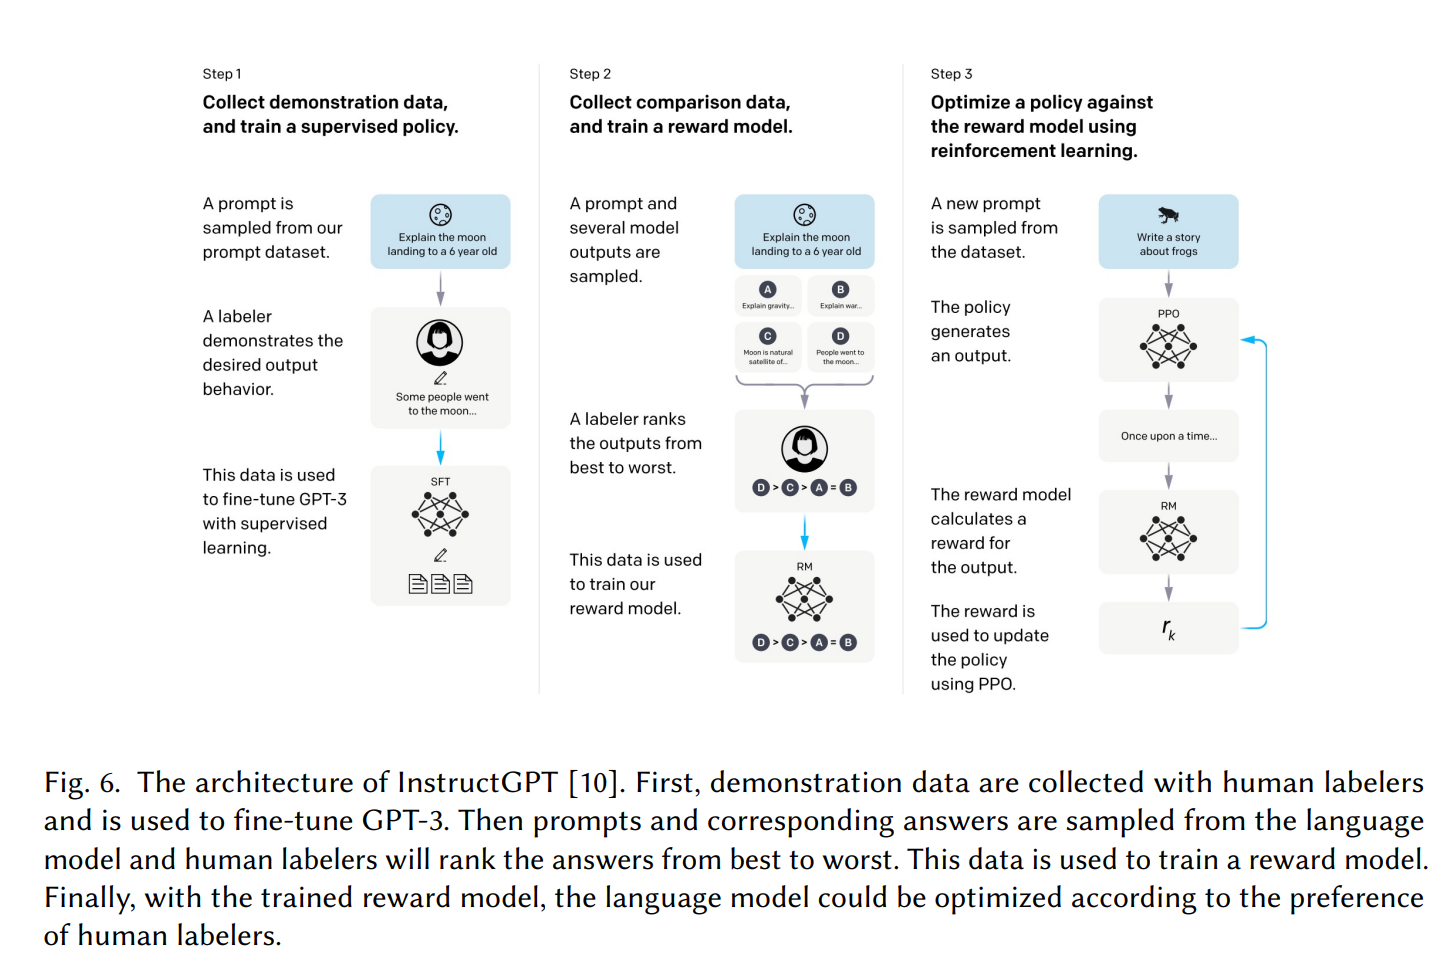 Step 1
Collect demonstration data,
and train a supervised policy.
A prompt is
sampled from our
prompt dataset.
Explain the moon
landing to a 6 year old
A labeler
demonstrates the
desired output
behavior.
Some people went
to the moon...
This data is used
to fine-tune GPT-3
with supervised
learning.
SFT
Step 2
Collect comparison data,
and train a reward model.
A prompt and
several model
outputs are
sampled.
Explain the moon
landing to a 6 year old
A
Explain gravity...
B
Explain war...
C
Moon is natural
satellite of...
D
People went to
the moon...
A labeler ranks
the outputs from
best to worst.
D > C > A = B
This data is used
to train our
reward model.
RM
D > C > A = B
Step 3
Optimize a policy against
the reward model using
reinforcement learning.
A new prompt
is sampled from
the dataset.
Write a story
about frogs
The policy
generates
an output.
PPO
Once upon a time...
The reward model
calculates a
reward for
the output.
RM
The reward is
used to update
the policy
using PPO.
rk
Fig. 6. The architecture of InstructGPT [10]. First, demonstration data are collected with human labelers
and is used to fine-tune GPT-3. Then prompts and corresponding answers are sampled from the language
model and human labelers will rank the answers from best to worst. This data is used to train a reward model.
Finally, with the trained reward model, the language model could be optimized according to the preference
of human labelers.